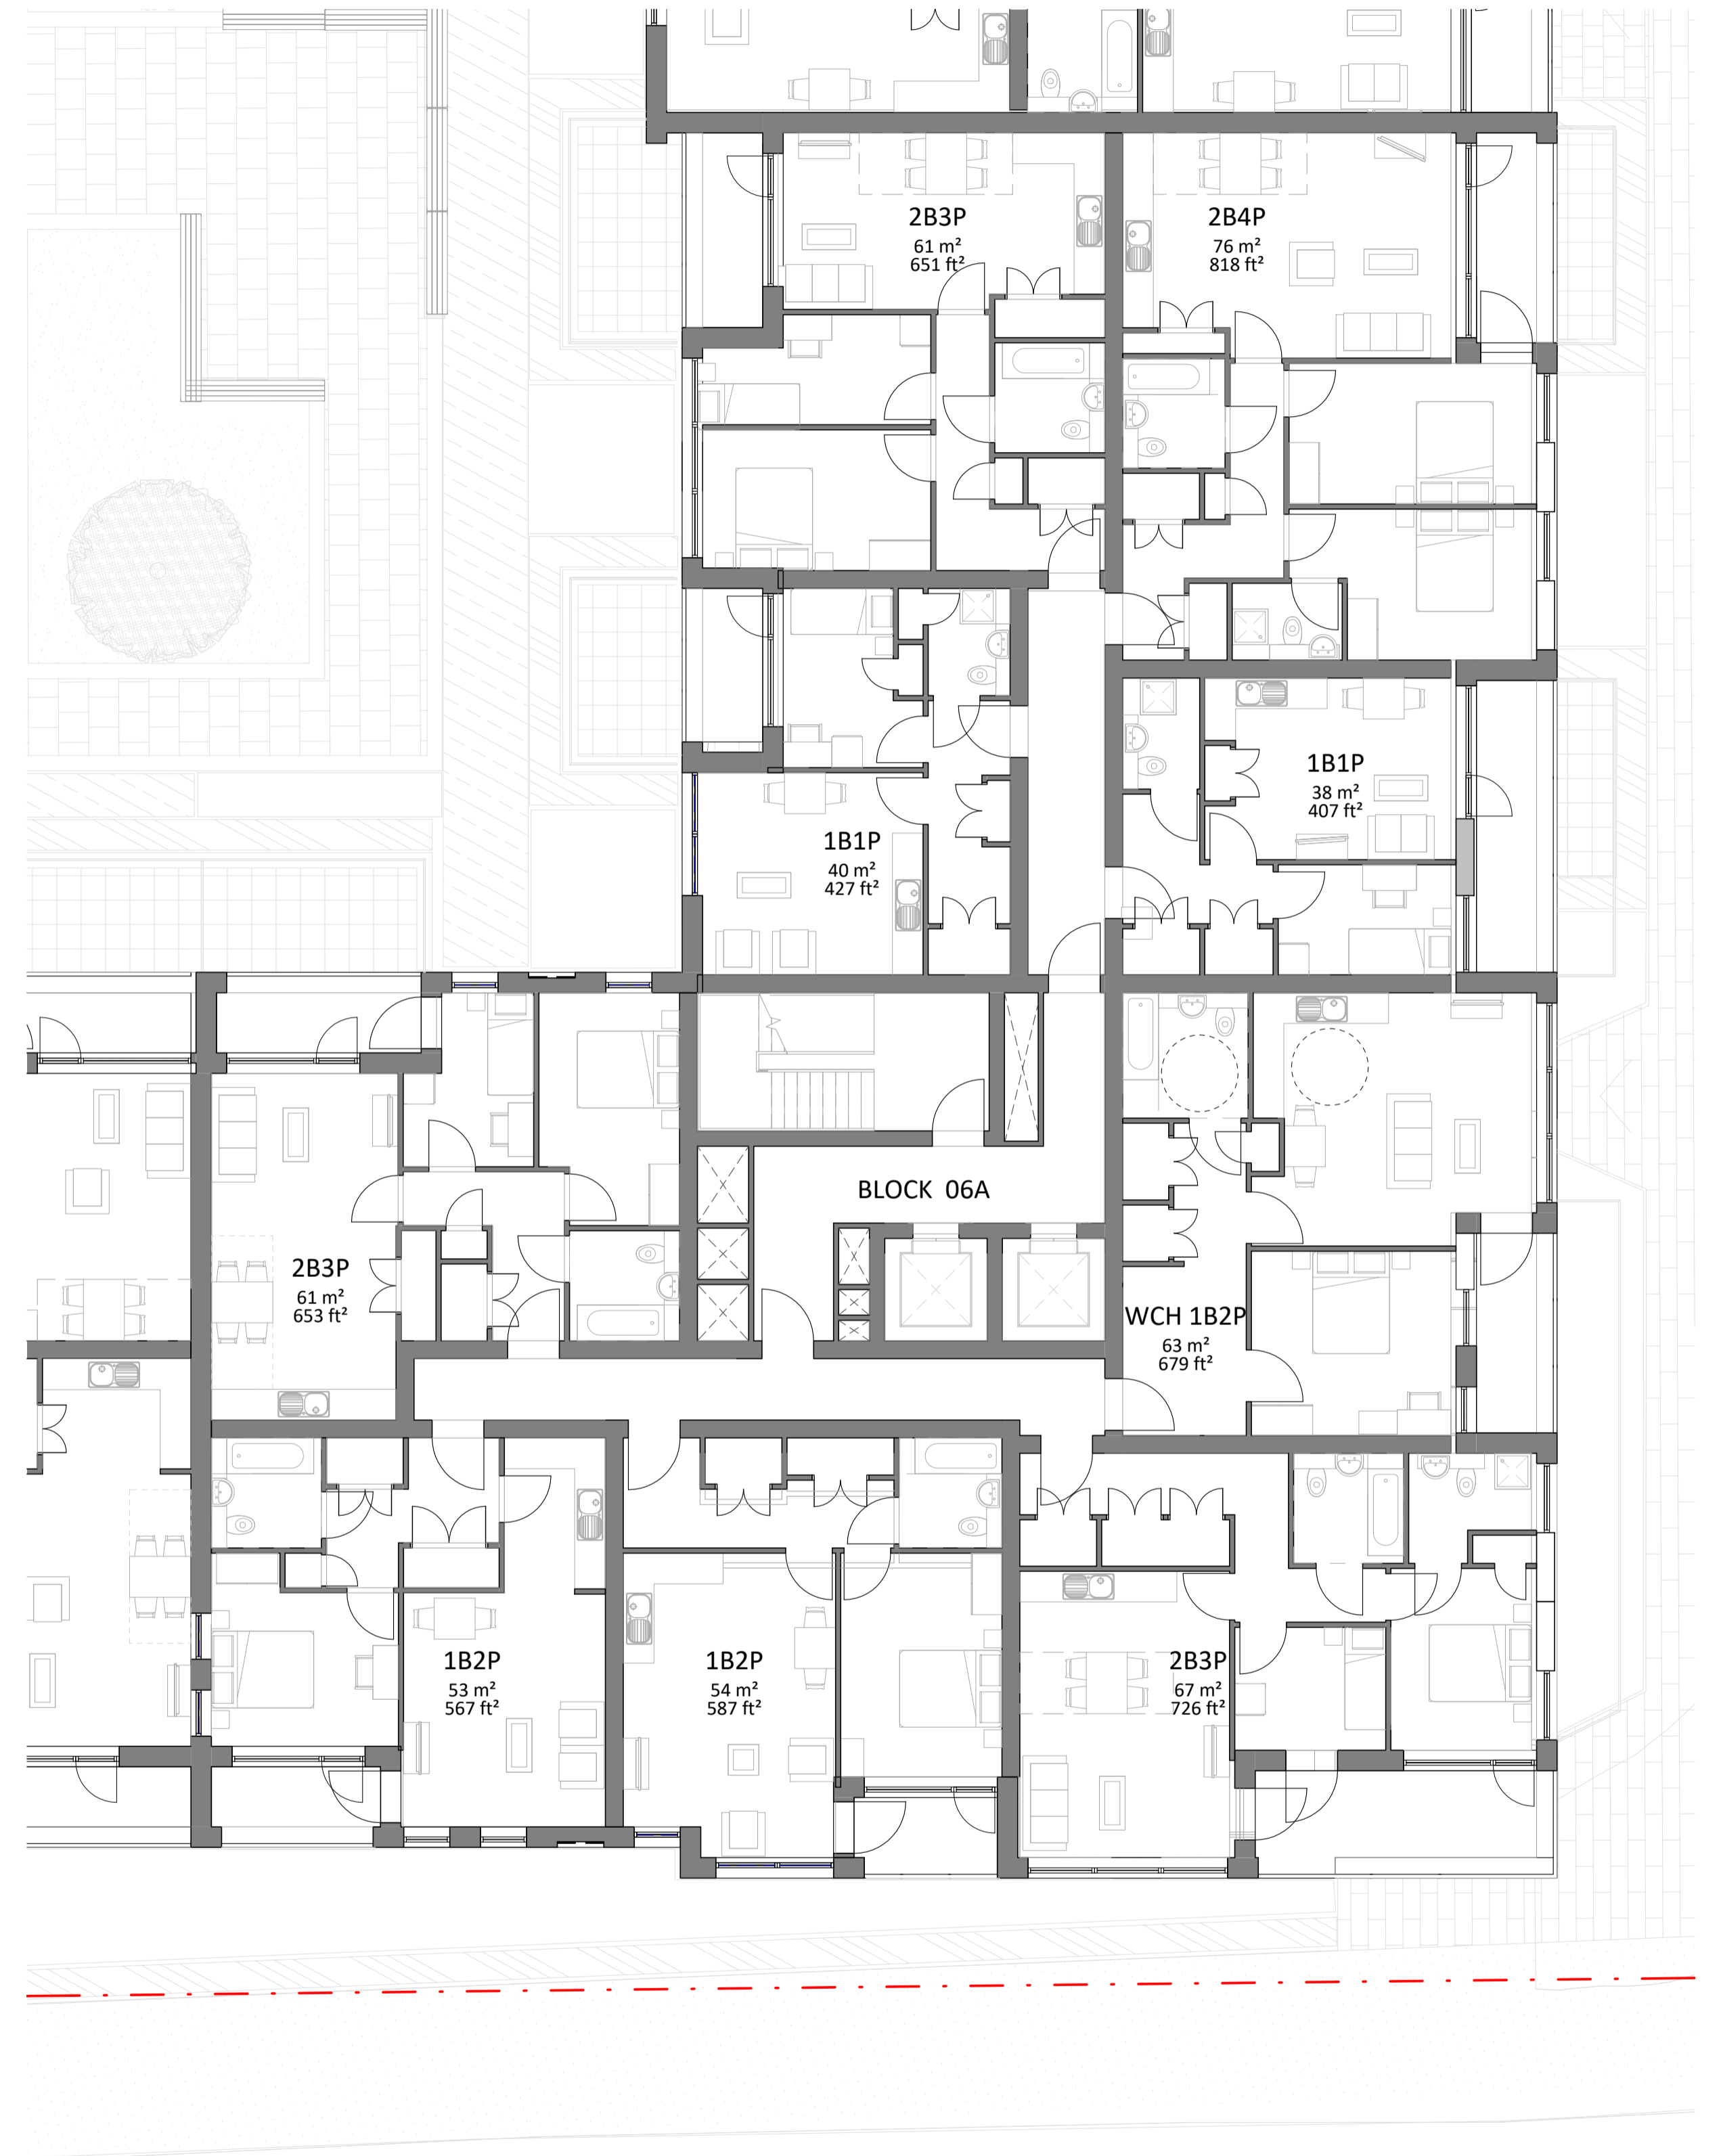 2B3P
61 m²
651 ft²
2B4P
76 m²
818 ft²
1B1P
38 m²
407 ft²
1B1P
40 m²
427 ft²
BLOCK 06A
2B3P
61 m²
653 ft²
WCH 1B2P
63 m²
679 ft²
1B2P
53 m²
567 ft²
1B2P
54 m²
587 ft²
2B3P
67 m²
726 ft²